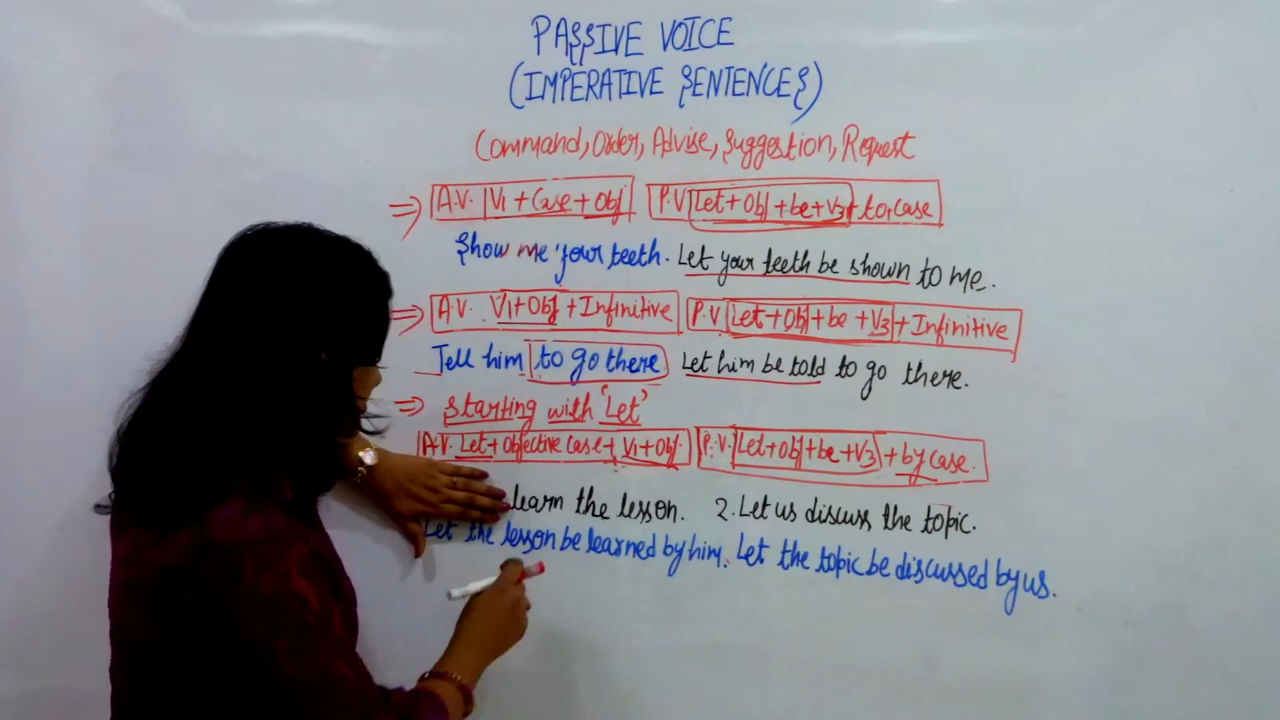 PASSIVE VOICE
(IMPERATIVE SENTENCES)
Command, Order, Advise, Suggestion, Request
⇒ A.V. V1 + Case + Obj P.V Let + Obj + be + V3 + to, case
Show me your teeth. Let your teeth be shown to me.
⇒ A.V. V1 + Obj + Infinitive P.V Let + Obj + be + V3 + Infinitive
Tell him to go there Let him be told to go there.
⇒ Starting with 'Let'
A.V. Let + Objective Case + V1 + Obj. P.V. Let + Obj + be + V3 + by case.
learn the lesson. 2. Let us discuss the topic.
Let the lesson be learned by him. Let the topic be discussed by us.